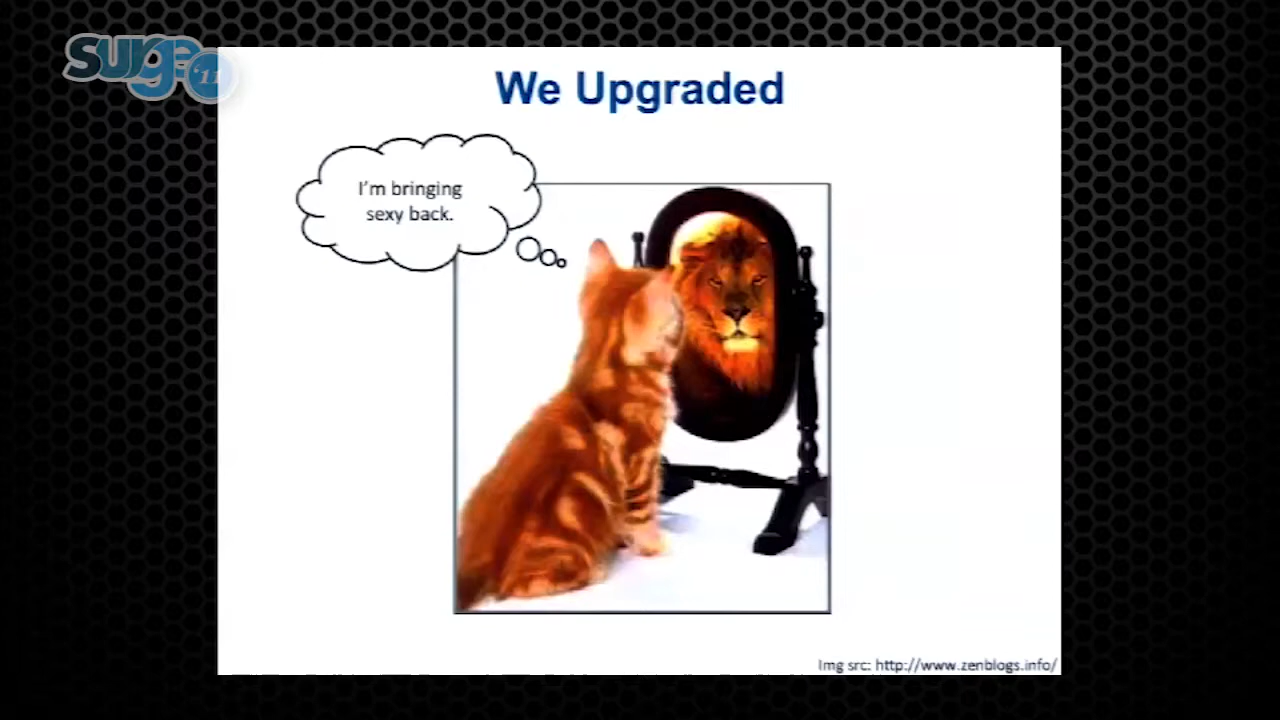 surge '11
We Upgraded
I'm bringing
sexy back.
Img src: http://www.zenblogs.info/